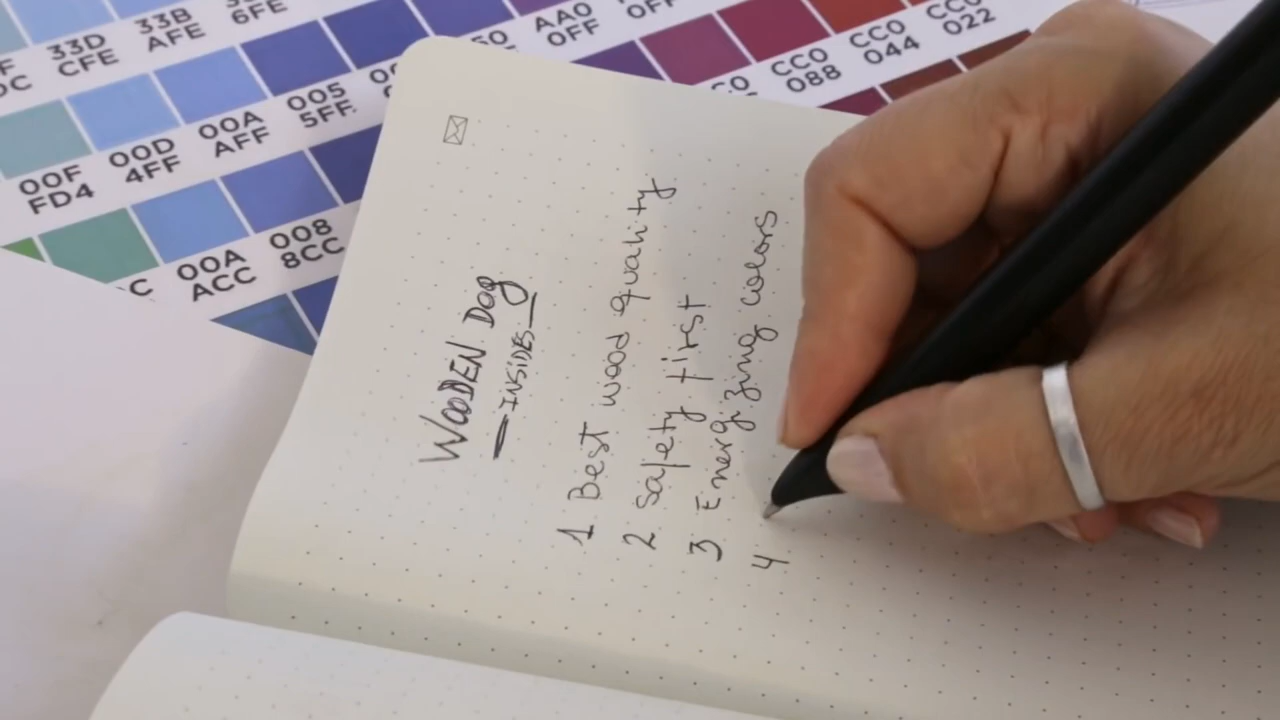 WOODEN Dog
INSIDES
1 Best wood quality
2 Safety first
3 Energizing colors
4
33D
CFE
33B
AFE
6FE
AA0
0FF
0FF
CC0
022
CC0
044
CC0
088
005
5FF
00A
AFF
00D
4FF
00F
FD4
008
8CC
00A
ACC